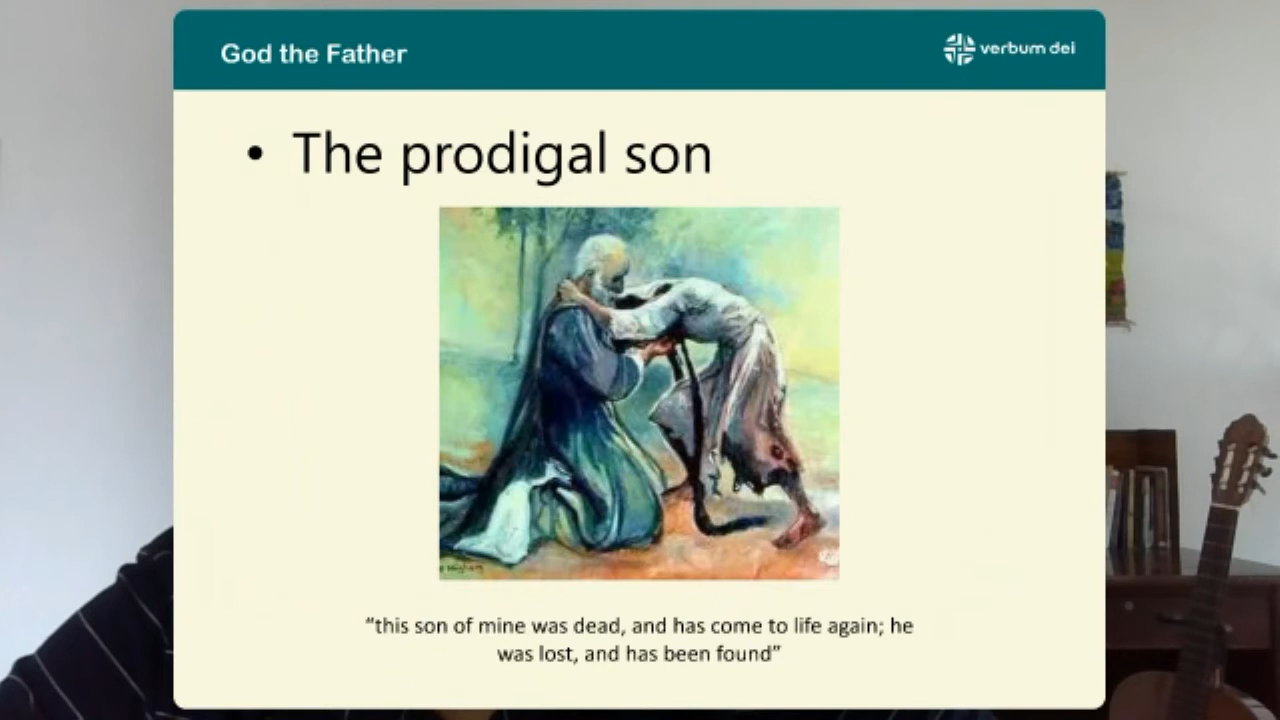 God the Father
verbum dei
• The prodigal son
“this son of mine was dead, and has come to life again; he
was lost, and has been found”